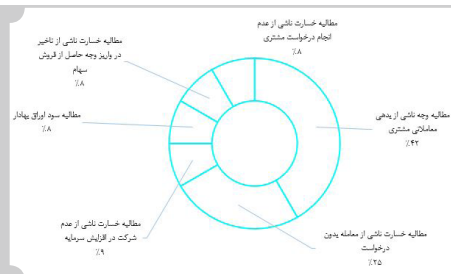 مطالبه خسارت ناشی از عدم
انجام درخواست مشتری
٪۸
مطالبه وجه ناشی از بدهی
معاملاتی مشتری
٪۴۲
مطالبه خسارت ناشی از معامله بدون
درخواست
٪۲۵
مطالبه خسارت ناشی از عدم
شرکت در افزایش سرمایه
٪۹
مطالبه سود اوراق بهادار
٪۸
مطالبه خسارت ناشی از تاخیر
در واریز وجه حاصل از فروش
سهام
٪۸